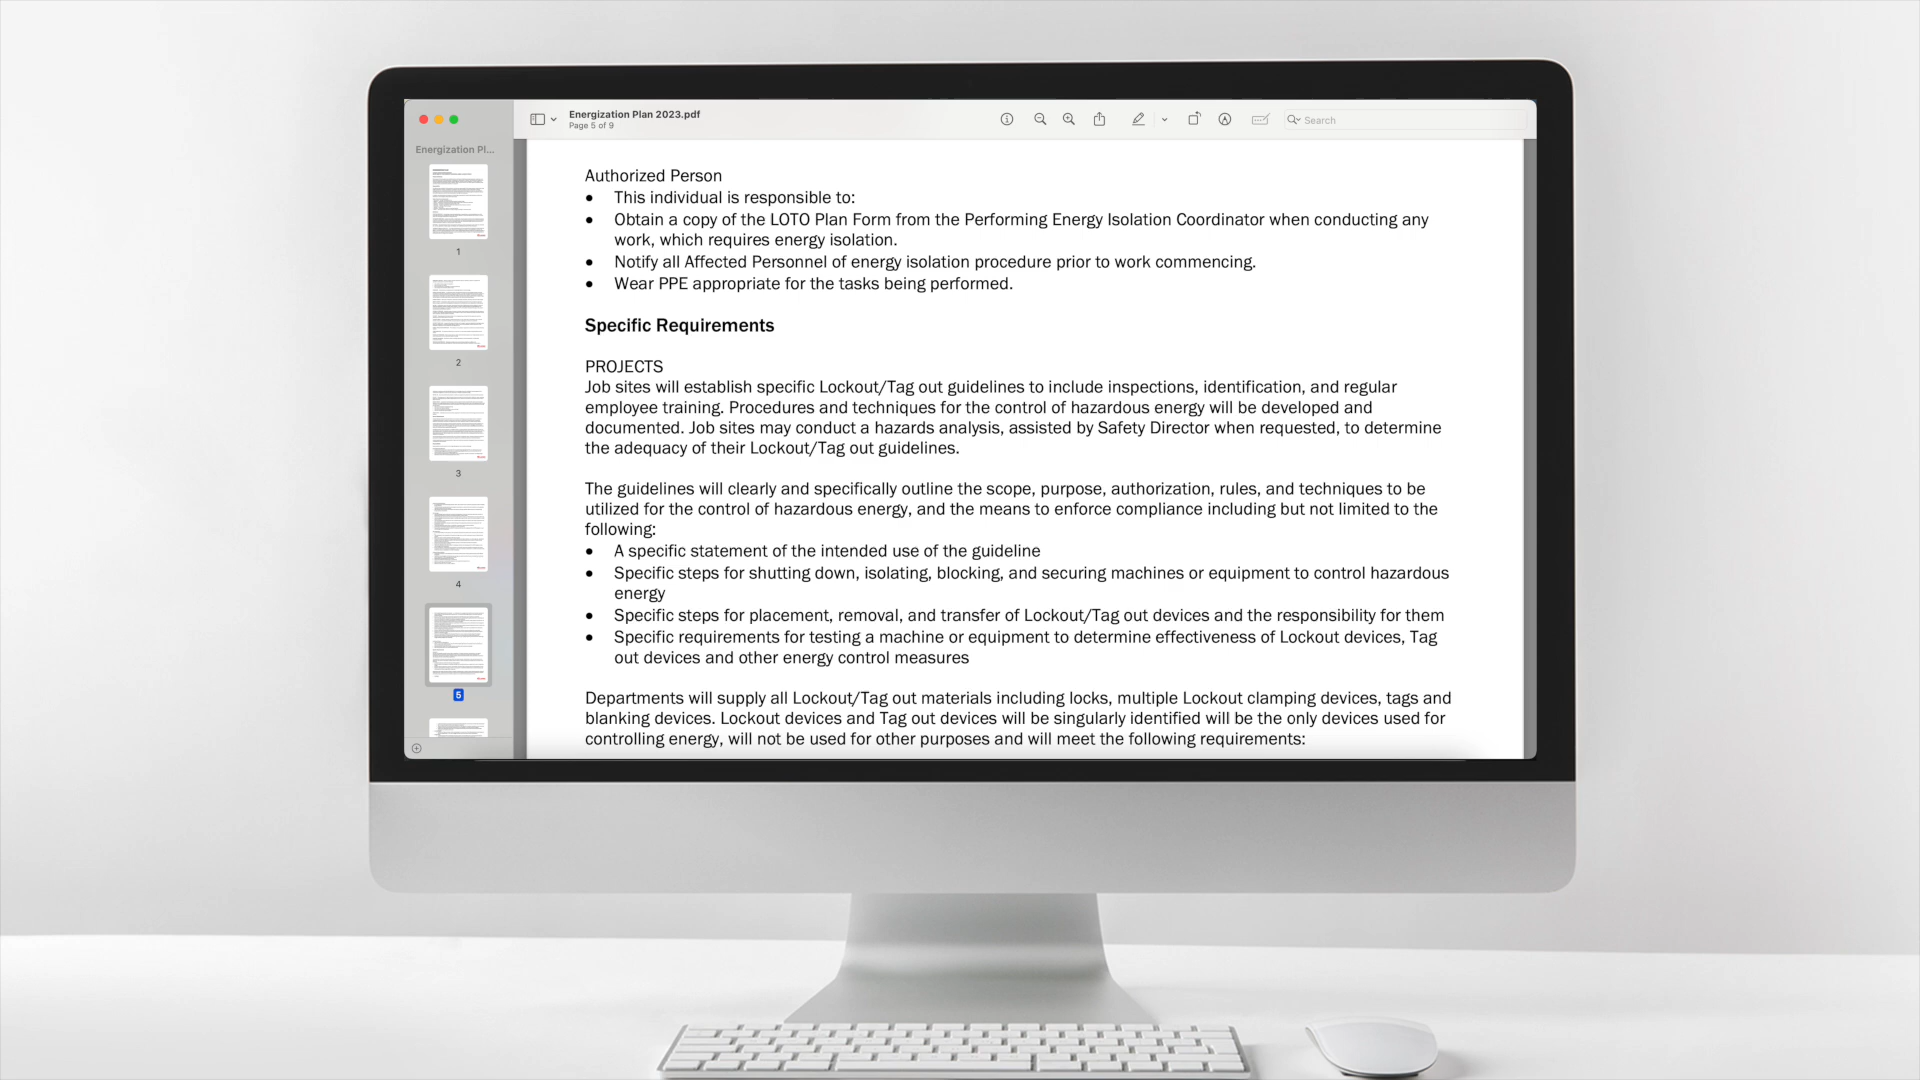 Energization Plan 2023.pdf
Page 5 of 9
Search
Energization Pl...
1
2
3
4
5
Authorized Person
• This individual is responsible to:
• Obtain a copy of the LOTO Plan Form from the Performing Energy Isolation Coordinator when conducting any
work, which requires energy isolation.
• Notify all Affected Personnel of energy isolation procedure prior to work commencing.
• Wear PPE appropriate for the tasks being performed.
Specific Requirements
PROJECTS
Job sites will establish specific Lockout/Tag out guidelines to include inspections, identification, and regular
employee training. Procedures and techniques for the control of hazardous energy will be developed and
documented. Job sites may conduct a hazards analysis, assisted by Safety Director when requested, to determine
the adequacy of their Lockout/Tag out guidelines.
The guidelines will clearly and specifically outline the scope, purpose, authorization, rules, and techniques to be
utilized for the control of hazardous energy, and the means to enforce compliance including but not limited to the
following:
• A specific statement of the intended use of the guideline
• Specific steps for shutting down, isolating, blocking, and securing machines or equipment to control hazardous
energy
• Specific steps for placement, removal, and transfer of Lockout/Tag out devices and the responsibility for them
• Specific requirements for testing a machine or equipment to determine effectiveness of Lockout devices, Tag
out devices and other energy control measures
Departments will supply all Lockout/Tag out materials including locks, multiple Lockout clamping devices, tags and
blanking devices. Lockout devices and Tag out devices will be singularly identified will be the only devices used for
controlling energy, will not be used for other purposes and will meet the following requirements: